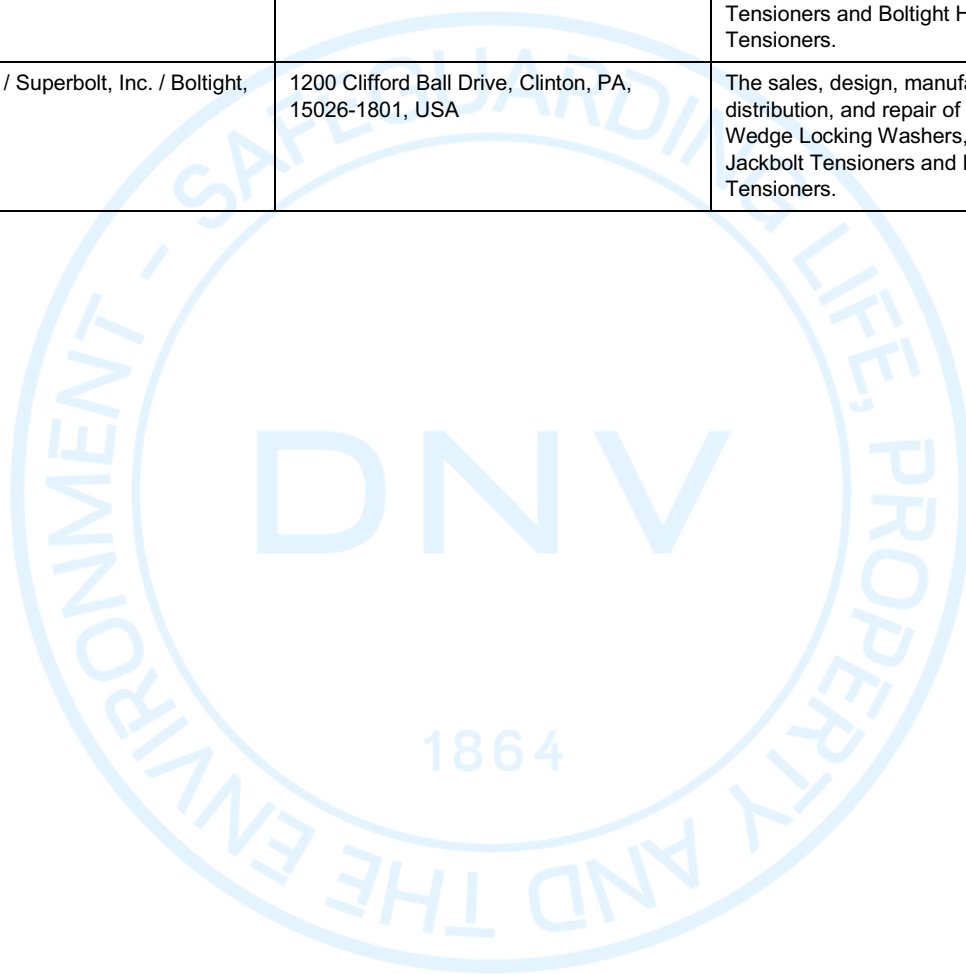 Tensioners and Boltight H
Tensioners.
/ Superbolt, Inc. / Boltight,
1200 Clifford Ball Drive, Clinton, PA,
15026-1801, USA
The sales, design, manufa
distribution, and repair of
Wedge Locking Washers,
Jackbolt Tensioners and
Tensioners.
SAFEGUARDING LIFE, PROPERTY AND THE ENVIRONMENT -
DNV
1864